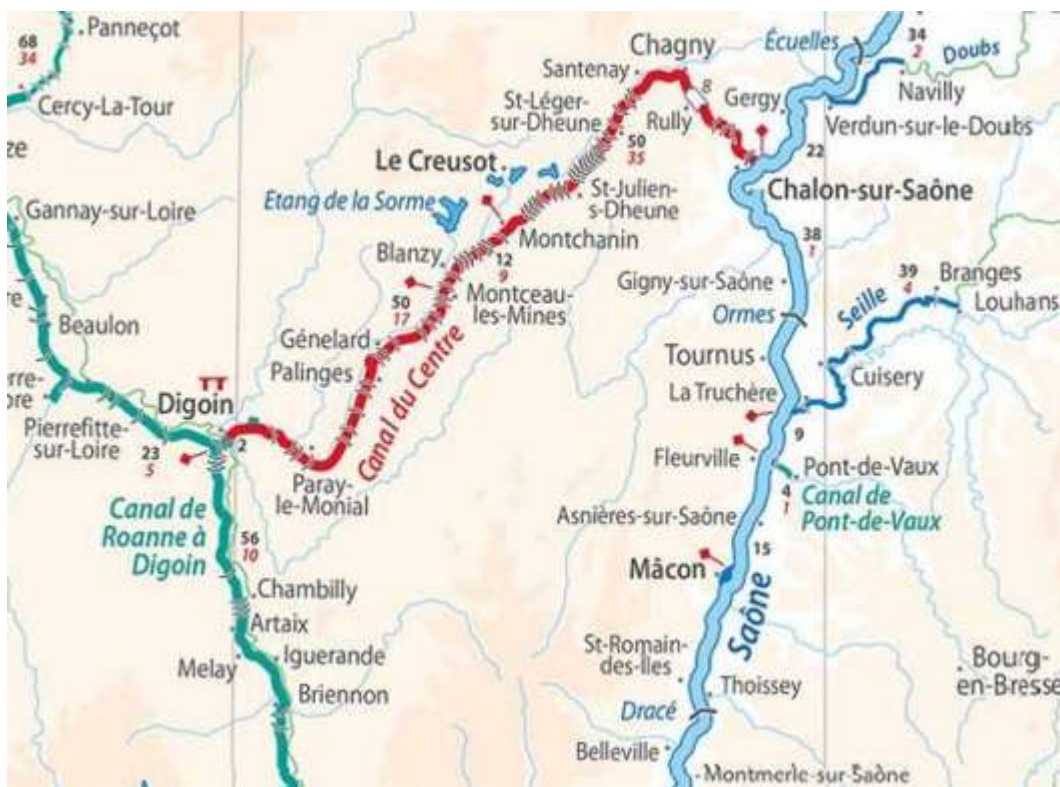 Panneçot
68
34
Cercy-La-Tour
ze
Gannay-sur-Loire
re
Beaulon
erre-
ore
Pierrefitte-
sur-Loire
23
5
Digoin
2
Canal de
Roanne à
Digoin
56
10
Chambilly
Artaix
Melay
Iguerande
Briennon
Chagny
Santenay
8
St-Léger-
sur-Dheune
Rully
50
35
Le Creusot
Etang de la Sorme
St-Julien-
s-Dheune
Montchanin
Blanzy
12
9
Montceau-
les-Mines
50
17
Génelard
Palinges
Canal du Centre
Paray-
le-Monial
Écuelles
34
2
Doubs
Navilly
Gergy
Verdun-sur-le-Doubs
22
Chalon-sur-Saône
38
1
Gigny-sur-Saône
39
4
Branges
Louhans
Seille
Ormes
Tournus
Cuisery
La Truchère
9
Fleurville
Pont-de-Vaux
4
1
Canal de
Pont-de-Vaux
Asnières-sur-Saône
15
Mâcon
Saône
St-Romain-
des-Iles
Thoissey
Bourg-
en-Bresse
Dracé
Belleville
Montmerle-sur-Saône